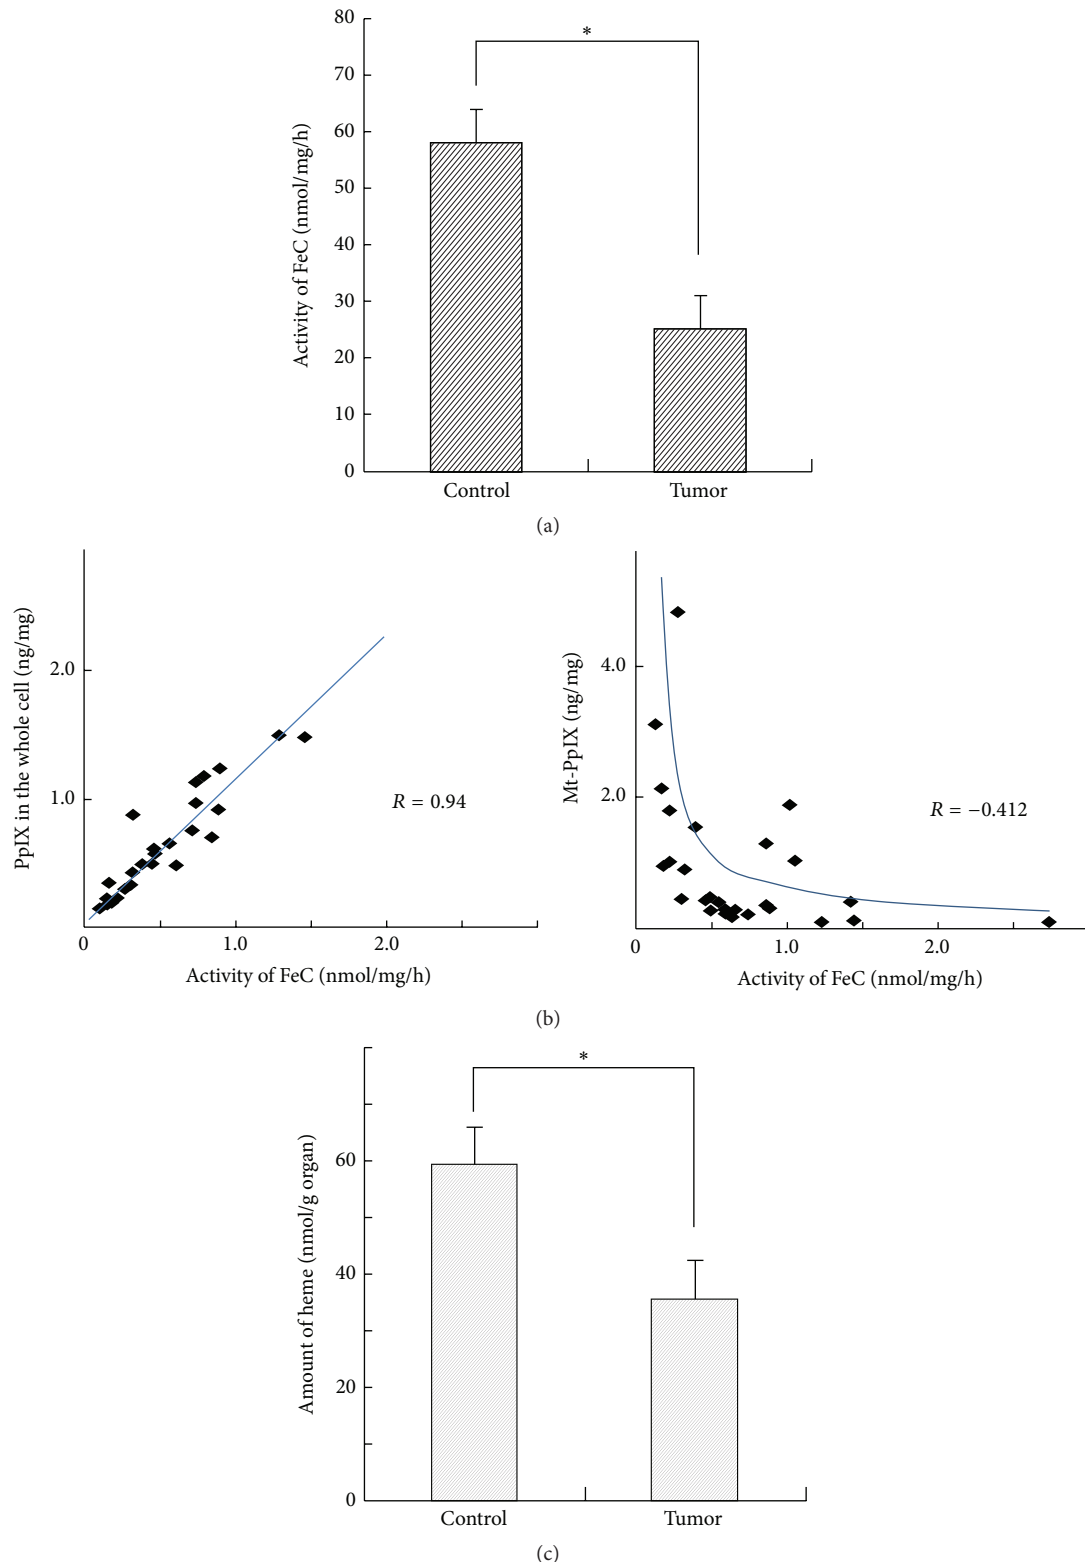 80
*
70
60
50
40
30
20
10
0
Activity of FeC (nmol/mg/h)
Control Tumor
(a)
PpIX in the whole cell (ng/mg)
2.0
1.0
R = 0.94
0 1.0 2.0
Activity of FeC (nmol/mg/h)
Mt-PpIX (ng/mg)
4.0
2.0
R = −0.412
0 1.0 2.0
Activity of FeC (nmol/mg/h)
(b)
*
60
40
20
0
Amount of heme (nmol/g organ)
Control Tumor
(c)